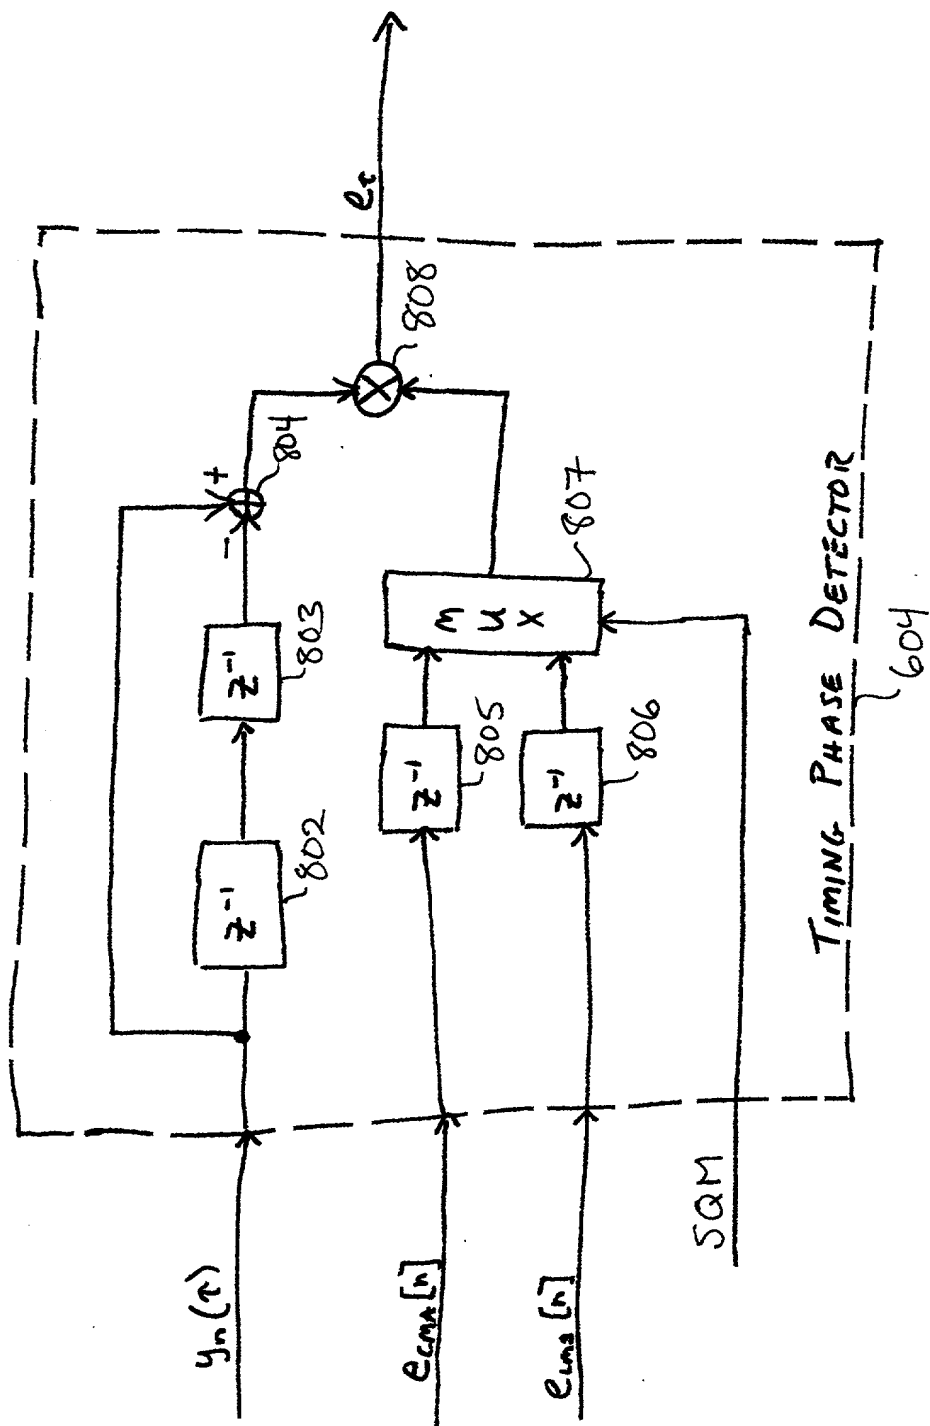 yₙ(τ)
e_CMA[n]
e_LMS[n]
SQM
z⁻¹
802
z⁻¹
803
+
−
804
z⁻¹
805
z⁻¹
806
MUX
807
808
e_τ
TIMING PHASE DETECTOR
604